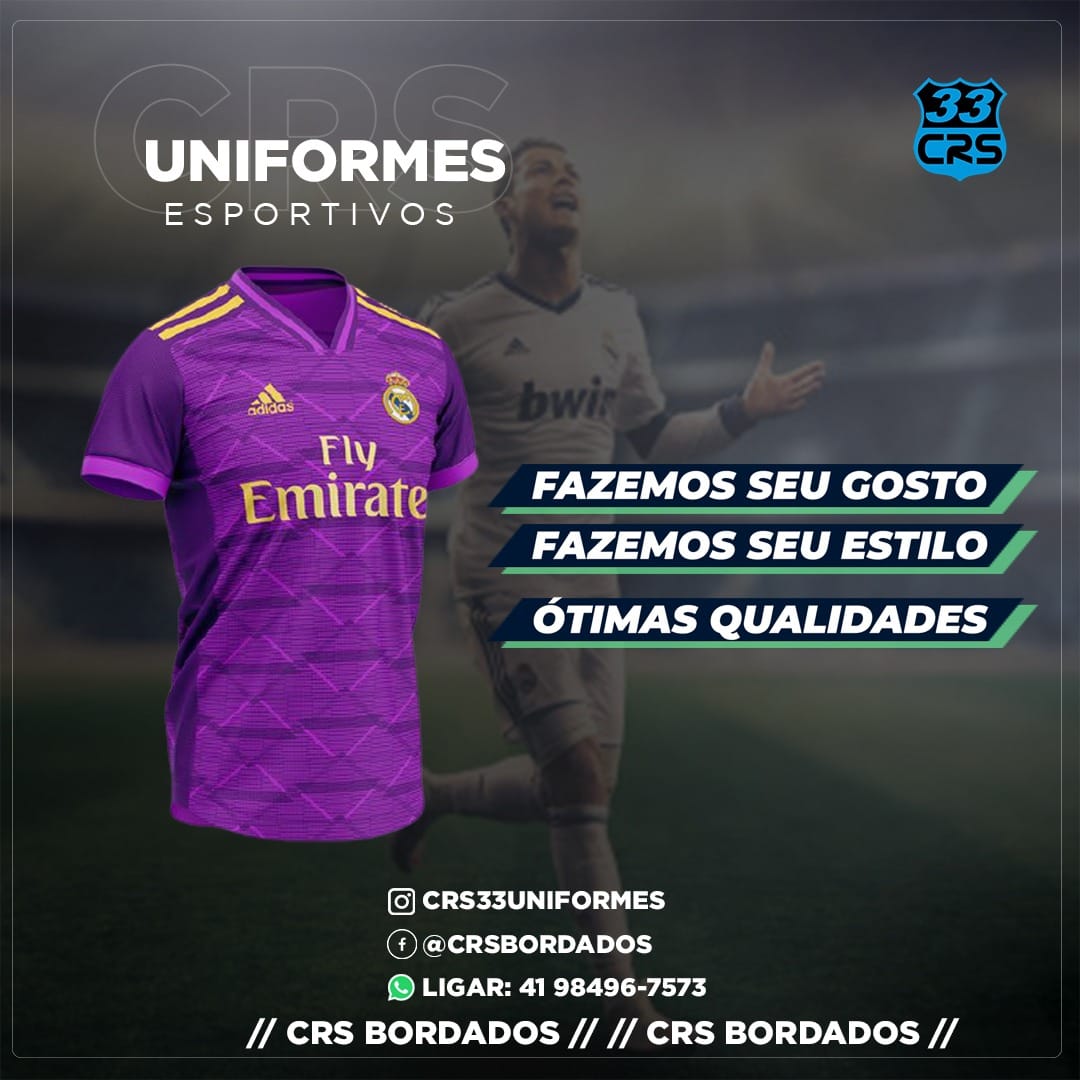 CRS
UNIFORMES
ESPORTIVOS
33
CRS
adidas
Fly
Emirate
bwin
FAZEMOS SEU GOSTO
FAZEMOS SEU ESTILO
ÓTIMAS QUALIDADES
CRS33UNIFORMES
f @CRSBORDADOS
LIGAR: 41 98496-7573
// CRS BORDADOS // // CRS BORDADOS //